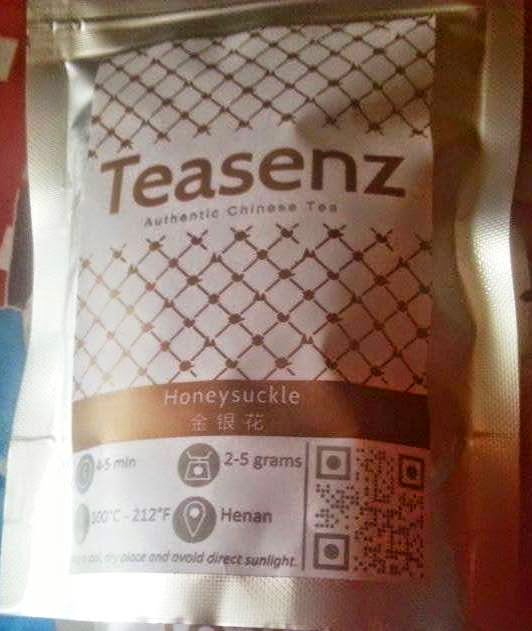 Teasenz
Authentic Chinese Tea
Honeysuckle
金银花
4-5 min
2-5 grams
100°C - 212°F
Henan
dry place and avoid direct sunlight.